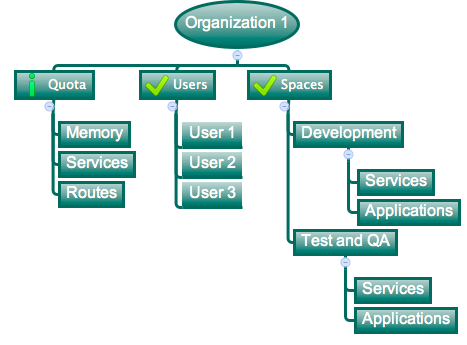 Organization 1
Quota
Users
Spaces
Memory
Services
Routes
User 1
User 2
User 3
Development
Services
Applications
Test and QA
Services
Applications